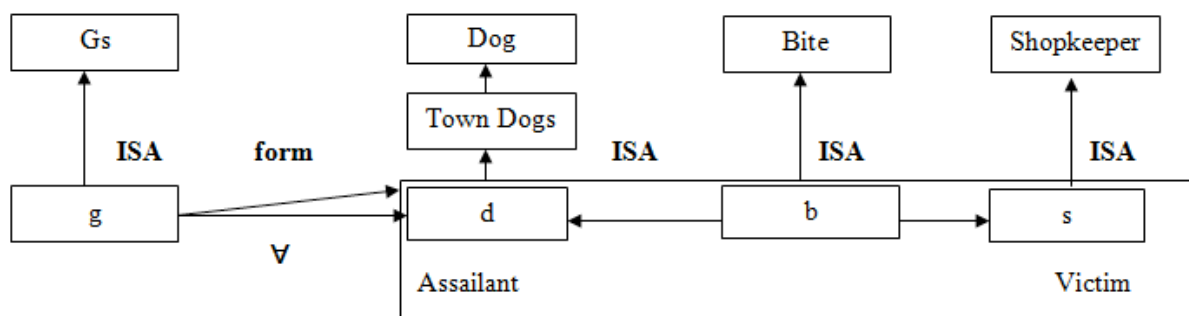 Gs
Dog
Bite
Shopkeeper
Town Dogs
ISA
form
ISA
ISA
ISA
g
d
b
s
∀
Assailant
Victim